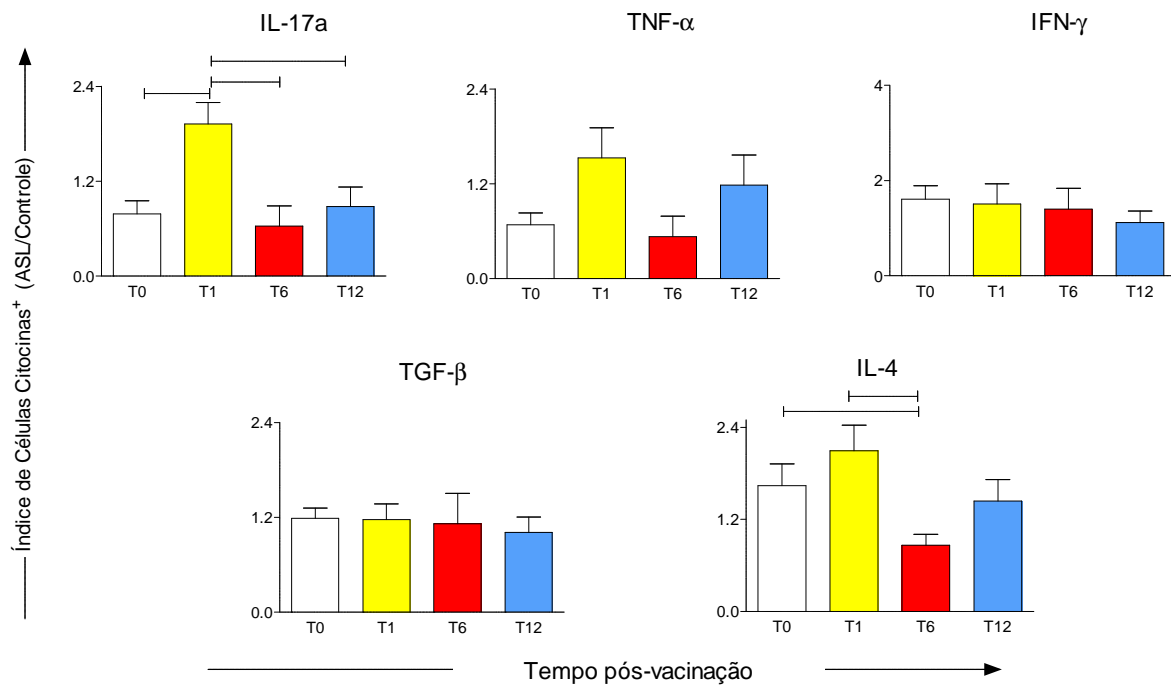 IL-17a
TNF-α
IFN-γ
2.4
1.2
0.0
T0 T1 T6 T12
2.4
1.2
0.0
T0 T1 T6 T12
4
2
0
T0 T1 T6 T12
Índice de Células Citocinas⁺ (ASL/Controle)
TGF-β
IL-4
2.4
1.2
0.0
T0 T1 T6 T12
2.4
1.2
0.0
T0 T1 T6 T12
Tempo pós-vacinação